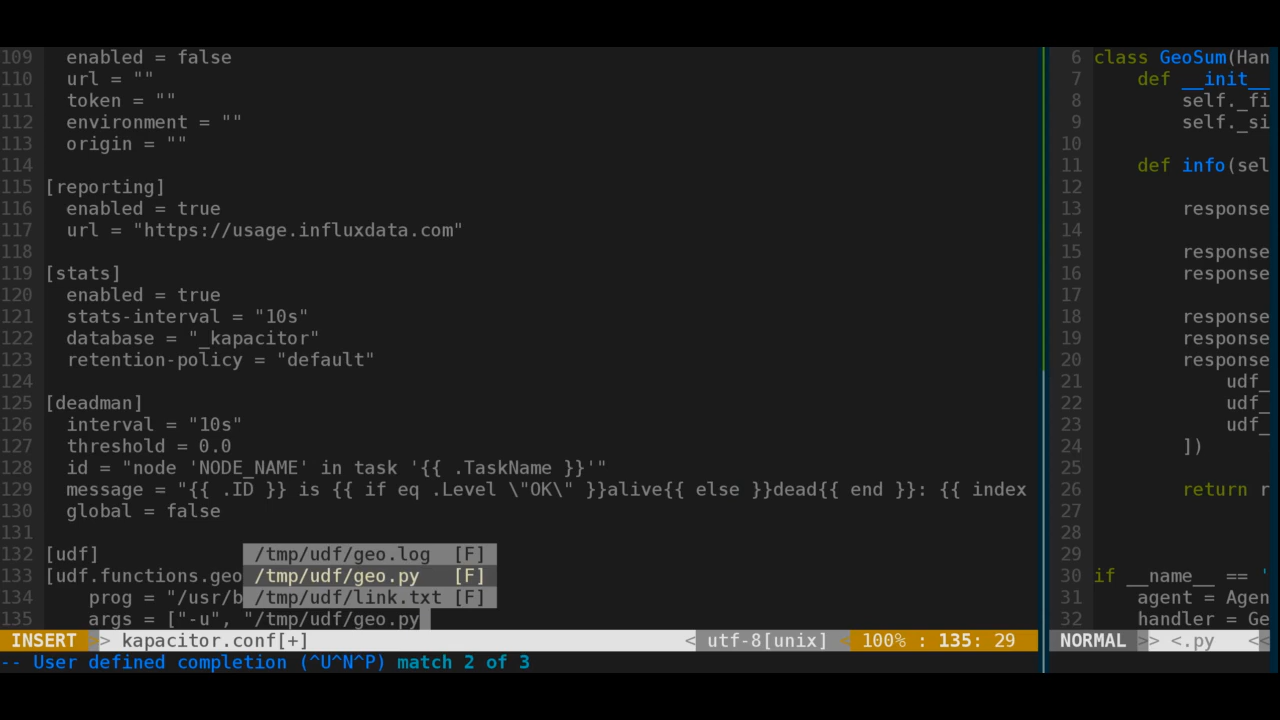 109   enabled = false
110   url = ""
111   token = ""
112   environment = ""
113   origin = ""
114
115 [reporting]
116   enabled = true
117   url = "https://usage.influxdata.com"
118
119 [stats]
120   enabled = true
121   stats-interval = "10s"
122   database = "_kapacitor"
123   retention-policy = "default"
124
125 [deadman]
126   interval = "10s"
127   threshold = 0.0
128   id = "node 'NODE_NAME' in task '{{ .TaskName }}'"
129   message = "{{ .ID }} is {{ if eq .Level \"OK\" }}alive{{ else }}dead{{ end }}: {{ index
130   global = false
131
132 [udf]   /tmp/udf/geo.log  [F]
133 [udf.functions.geo /tmp/udf/geo.py   [F]
134     prog = "/usr/b /tmp/udf/link.txt [F]
135     args = ["-u", "/tmp/udf/geo.py
INSERT >> kapacitor.conf[+]   < utf-8[unix] < 100% : 135: 29
-- User defined completion (^U^N^P) match 2 of 3
6 class GeoSum(Han
7     def __init__
8         self._fi
9         self._si
10
11     def info(sel
12
13         response
14
15         response
16         response
17
18         response
19         response
20         response
21             udf_
22             udf_
23             udf_
24         ])
25
26         return r
27
28
29
30 if __name__ == '
31     agent = Agen
32     handler = Ge
NORMAL >> <.py   <<